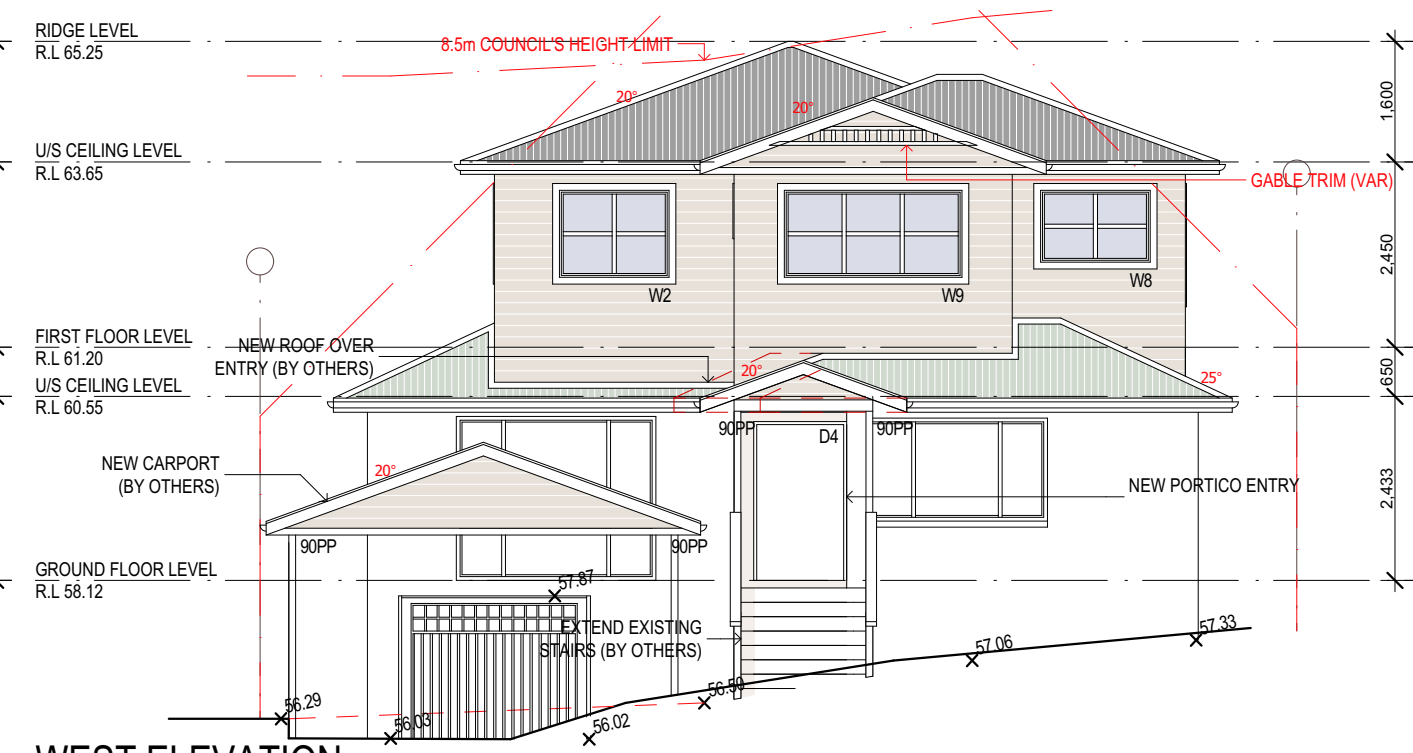 RIDGE LEVEL
R.L 65.25
8.5m COUNCIL'S HEIGHT LIMIT
20°
20°
1,600
U/S CEILING LEVEL
R.L 63.65
GABLE TRIM (VAR)
2,450
W2
W9
W8
FIRST FLOOR LEVEL
R.L 61.20
NEW ROOF OVER
ENTRY (BY OTHERS)
20°
25°
650
U/S CEILING LEVEL
R.L 60.55
90PP
D4
90PP
NEW CARPORT
(BY OTHERS)
20°
NEW PORTICO ENTRY
2,433
90PP
90PP
GROUND FLOOR LEVEL
R.L 58.12
57.87
EXTEND EXISTING
STAIRS (BY OTHERS)
57.33
57.06
56.50
56.29
56.03
56.02
WEST ELEVATION